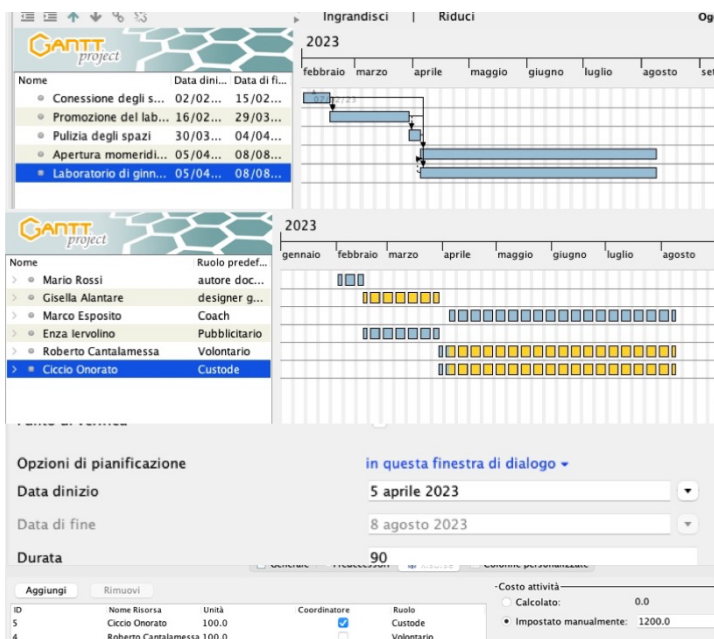 Ingrandisci | Riduci Og
GANTT
project
2023
febbraio marzo aprile maggio giugno luglio agosto set
Nome Data dini... Data di fi...
Conessione degli s... 02/02... 15/02...
Promozione del lab... 16/02... 29/03...
Pulizia degli spazi 30/03... 04/04...
Apertura momeridi... 05/04... 08/08...
Laboratorio di ginn... 05/04... 08/08...
GANTT
project
2023
gennaio febbraio marzo aprile maggio giugno luglio agosto
Nome Ruolo predef...
Mario Rossi autore doc...
Gisella Alantare designer g...
Marco Esposito Coach
Enza Iervolino Pubblicitario
Roberto Cantalamessa Volontario
Ciccio Onorato Custode
Opzioni di pianificazione in questa finestra di dialogo
Data dinizio 5 aprile 2023
Data di fine 8 agosto 2023
Durata 90
Aggiungi Rimuovi Costo attività
Calcolato: 0.0
ID Nome Risorsa Unità Coordinatore Ruolo
Impostato manualmente: 1200.0
5 Ciccio Onorato 100.0 Custode
4 Roberto Cantalamessa 100.0 Volontario